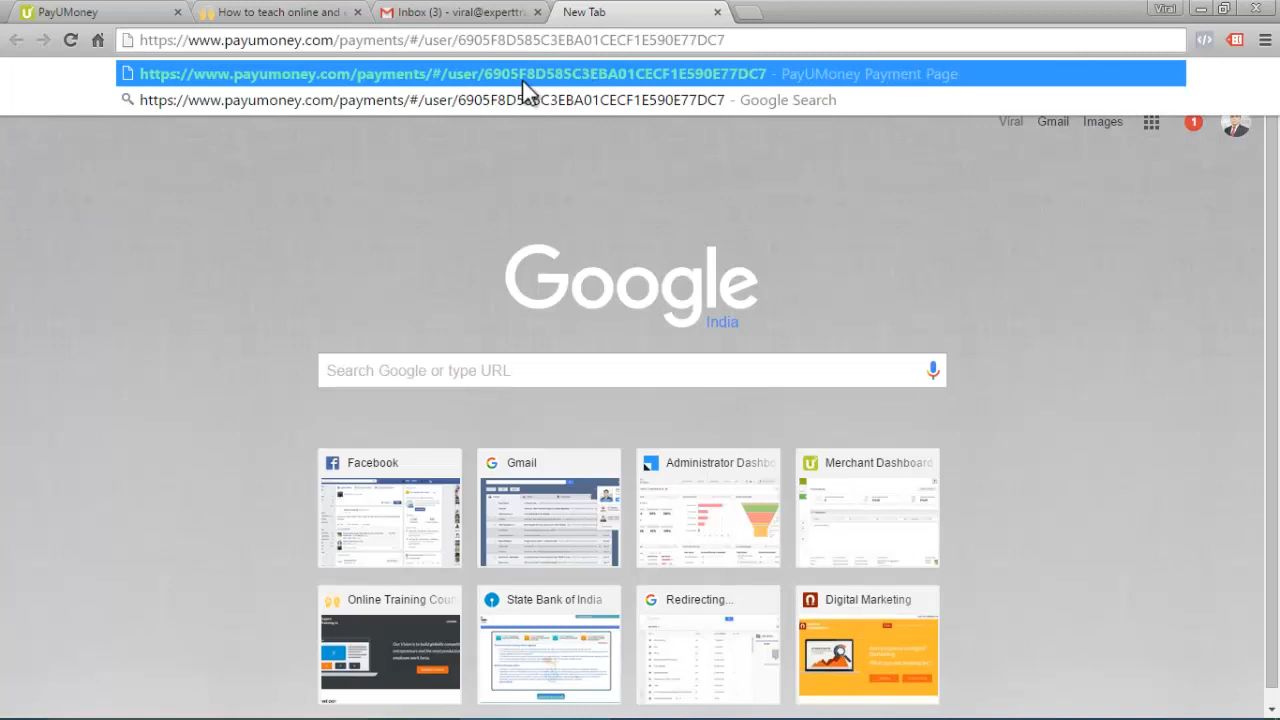 PayUMoney
How to teach online and e
Inbox (3) - viral@experttra
New Tab
Viral
https://www.payumoney.com/payments/#/user/6905F8D585C3EBA01CECF1E590E77DC7
https://www.payumoney.com/payments/#/user/6905F8D585C3EBA01CECF1E590E77DC7 - PayUMoney Payment Page
https://www.payumoney.com/payments/#/user/6905F8D585C3EBA01CECF1E590E77DC7 - Google Search
Viral Gmail Images 1
Google
India
Search Google or type URL
Facebook
Gmail
Administrator Dashbo
Merchant Dashboard
Online Training Cour
State Bank of India
Redirecting...
Digital Marketing